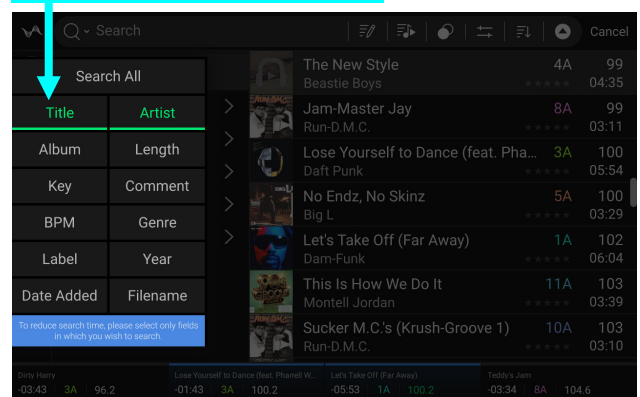 Search
Cancel
Search All
Title Artist
Album Length
Key Comment
BPM Genre
Label Year
Date Added Filename
To reduce search time, please select only fields
in which you wish to search.
The New Style 4A 99
Beastie Boys 04:35
Jam-Master Jay 8A 99
Run-D.M.C. 03:11
Lose Yourself to Dance (feat. Pha... 3A 100
Daft Punk 05:54
No Endz, No Skinz 5A 100
Big L 03:29
Let's Take Off (Far Away) 1A 102
Dam-Funk 06:04
This Is How We Do It 11A 103
Montell Jordan 03:39
Sucker M.C.'s (Krush-Groove 1) 10A 103
Run-D.M.C. 03:10
Dirty Harry Lose Yourself to Dance (feat. Pharrell W... Let's Take Off (Far Away) Teddy's Jam
-03:43 3A 96.2 -01:43 3A 100.2 -05:53 1A 100.2 -03:34 8A 104.6